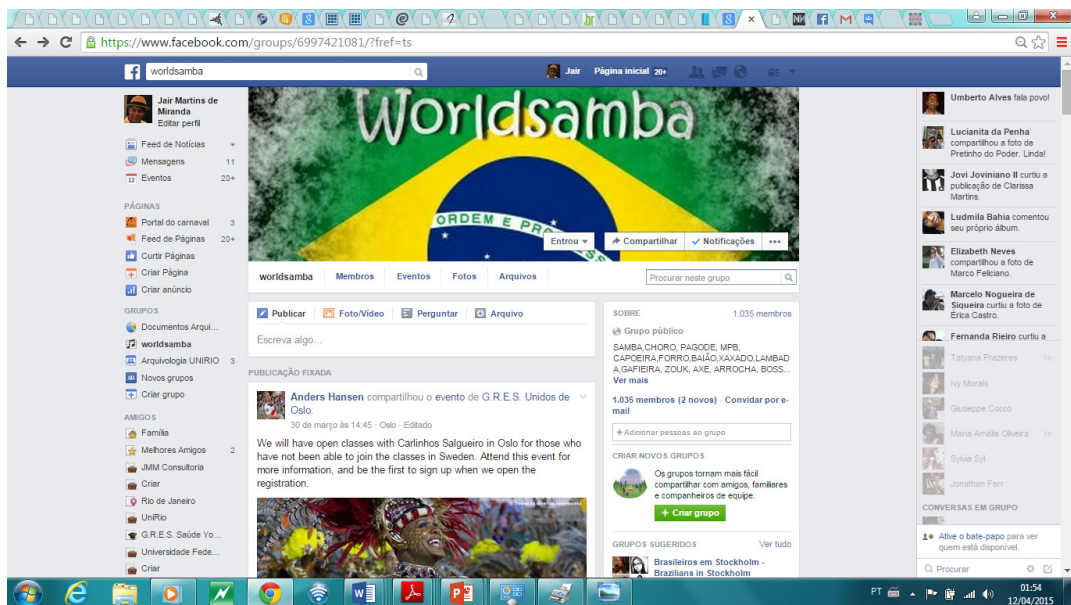 https://www.facebook.com/groups/6997421081/?fref=ts
worldsamba
Jair
Página inicial 20+
Jair Martins de
Miranda
Editar perfil
Feed de Notícias
Mensagens 11
Eventos 20+
PÁGINAS
Portal do carnaval 3
Feed de Páginas 20+
Curtir Páginas
Criar Página
Criar anúncio
GRUPOS
Documentos Arqui...
worldsamba
Arquivologia UNIRIO 3
Novos grupos
Criar grupo
AMIGOS
Família
Melhores Amigos 2
JMM Consultoria
Criar
Rio de Janeiro
UniRio
G.R.E.S. Saúde Yo...
Universidade Fede...
Criar
Worldsamba
ORDEM E PROGRESSO
Entrou
Compartilhar
Notificações
worldsamba Membros Eventos Fotos Arquivos
Procurar neste grupo
Publicar Foto/Vídeo Perguntar Arquivo
Escreva algo...
PUBLICAÇÃO FIXADA
Anders Hansen compartilhou o evento de G.R.E.S. Unidos de
Oslo.
30 de março às 14:45 · Oslo · Editado
We will have open classes with Carlinhos Salgueiro in Oslo for those who
have not been able to join the classes in Sweden. Attend this event for
more information, and be the first to sign up when we open the
registration.
SOBRE 1.035 membros
Grupo público
SAMBA,CHORO, PAGODE, MPB,
CAPOEIRA,FORRO,BAIÃO,XAXADO,LAMBAD
A,GAFIEIRA, ZOUK, AXE, ARROCHA, BOSS...
Ver mais
1.035 membros (2 novos) · Convidar por e-
mail
+Adicionar pessoas ao grupo
CRIAR NOVOS GRUPOS
Os grupos tornam mais fácil
compartilhar com amigos, familiares
e companheiros de equipe.
+ Criar grupo
GRUPOS SUGERIDOS Ver tudo
Brasileiros em Stockholm -
Brazilians in Stockholm
Umberto Alves fala povo!
Lucianita da Penha
compartilhou a foto de
Pretinho do Poder. Linda!
Jovi Joviniano II curtiu a
publicação de Clarissa
Martins.
Ludmila Bahia comentou
seu próprio álbum.
Elizabeth Neves
compartilhou a foto de
Marco Feliciano.
Marcelo Nogueira de
Siqueira curtiu a foto de
Érica Castro.
Fernanda Rieiro curtiu a
Tatyana Prazeres 1h
Ivy Morais
Giuseppe Cocco
Maria Amélia Oliveira 1h
Sylvia Syl
Jonathan Ferr
CONVERSAS EM GRUPO
Ative o bate-papo para ver
quem está disponível.
Procurar
PT
01:54
12/04/2015